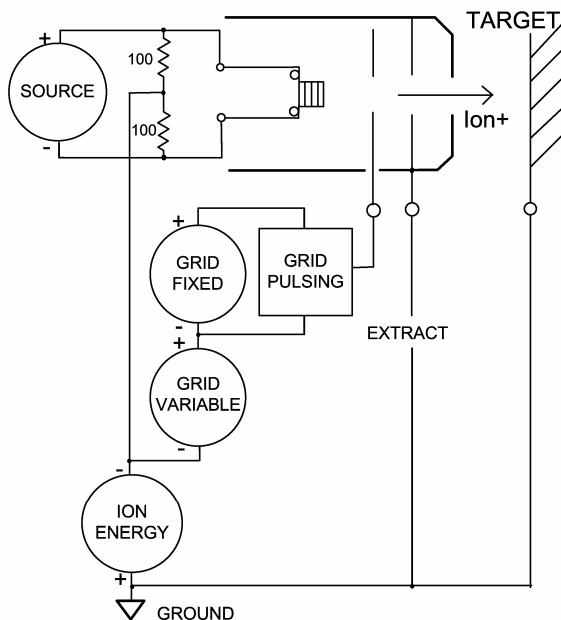 TARGET
+
100
SOURCE
100
-
Ion+
+
GRID
FIXED
-
GRID
PULSING
+
GRID
VARIABLE
-
EXTRACT
-
ION
ENERGY
+
GROUND